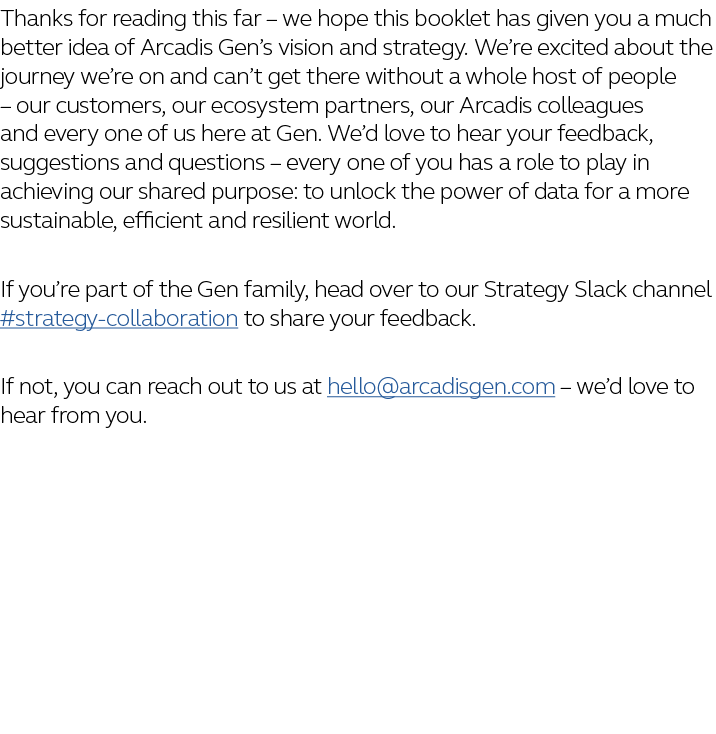 Thanks for reading this far – we hope this booklet has given you a much
better idea of Arcadis Gen’s vision and strategy. We’re excited about the
journey we’re on and can’t get there without a whole host of people
– our customers, our ecosystem partners, our Arcadis colleagues
and every one of us here at Gen. We’d love to hear your feedback,
suggestions and questions – every one of you has a role to play in
achieving our shared purpose: to unlock the power of data for a more
sustainable, efficient and resilient world.
If you’re part of the Gen family, head over to our Strategy Slack channel
#strategy-collaboration to share your feedback.
If not, you can reach out to us at hello@arcadisgen.com – we’d love to
hear from you.